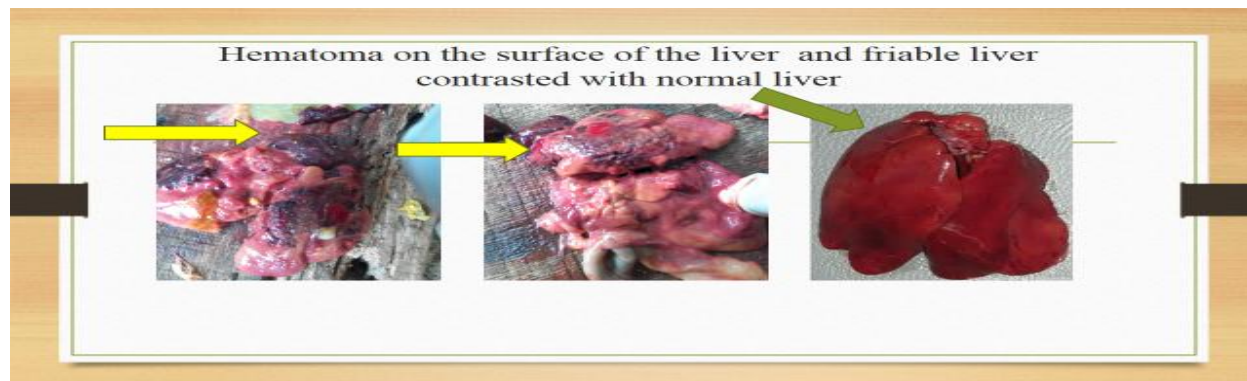 Hematoma on the surface of the liver and friable liver
contrasted with normal liver